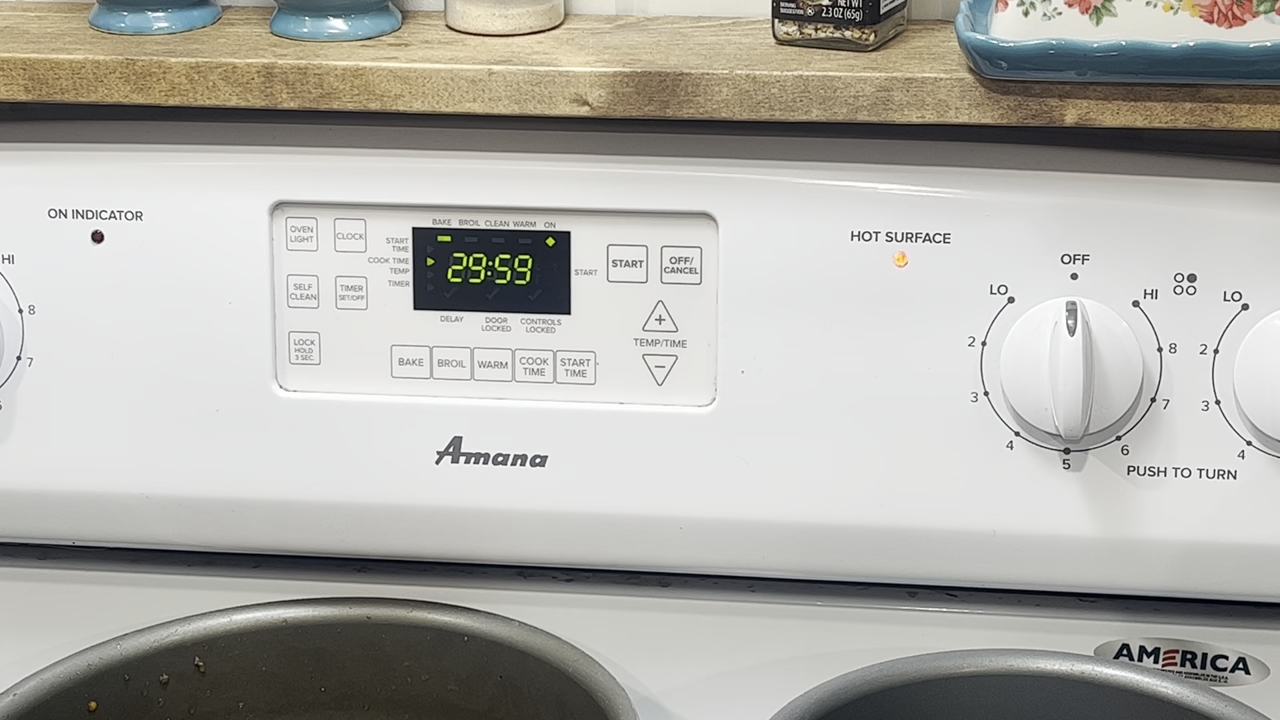 NET WT
2.3 OZ (65g)
ON INDICATOR
HI
8
7
OVEN
LIGHT
CLOCK
SELF
CLEAN
TIMER
SET/OFF
LOCK
HOLD
3 SEC
BAKE BROIL CLEAN WARM ON
START
TIME
COOK TIME
TEMP
TIMER
29:59
START
DELAY
DOOR
LOCKED
CONTROLS
LOCKED
START
OFF/
CANCEL
+
TEMP/TIME
−
BAKE
BROIL
WARM
COOK
TIME
START
TIME
Amana
HOT SURFACE
OFF
LO
HI
2
8
3
7
4
6
5
PUSH TO TURN
LO
2
3
4
AMERICA